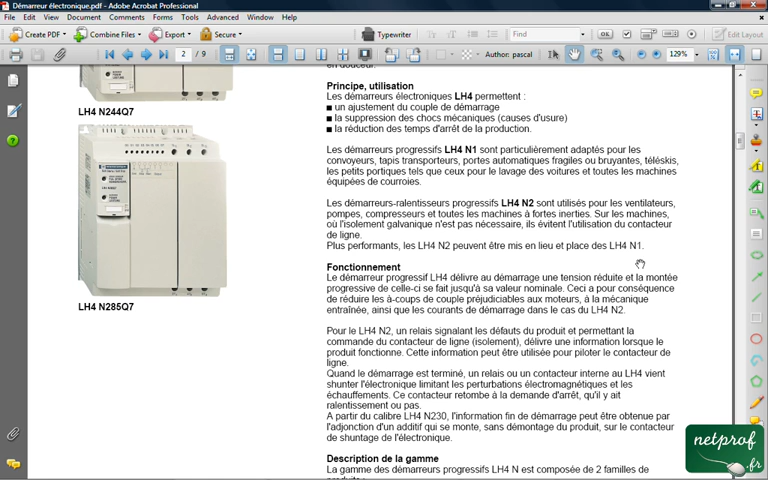 Démarreur électronique.pdf - Adobe Acrobat Professional
File Edit View Document Comments Forms Tools Advanced Window Help
Create PDF Combine Files Export Secure Typewriter Find Edit Layout
2 / 9 Author: pascal 129%
en douceur.
LH4 N244Q7
LH4 N285Q7
Principe, utilisation
Les démarreurs électroniques LH4 permettent :
■ un ajustement du couple de démarrage
■ la suppression des chocs mécaniques (causes d'usure)
■ la réduction des temps d'arrêt de la production.
Les démarreurs progressifs LH4 N1 sont particulièrement adaptés pour les
convoyeurs, tapis transporteurs, portes automatiques fragiles ou bruyantes, téléskis,
les petits portiques tels que ceux pour le lavage des voitures et toutes les machines
équipées de courroies.
Les démarreurs-ralentisseurs progressifs LH4 N2 sont utilisés pour les ventilateurs,
pompes, compresseurs et toutes les machines à fortes inerties. Sur les machines,
où l'isolement galvanique n'est pas nécessaire, ils évitent l'utilisation du contacteur
de ligne.
Plus performants, les LH4 N2 peuvent être mis en lieu et place des LH4 N1.
Fonctionnement
Le démarreur progressif LH4 délivre au démarrage une tension réduite et la montée
progressive de celle-ci se fait jusqu'à sa valeur nominale. Ceci a pour conséquence
de réduire les à-coups de couple préjudiciables aux moteurs, à la mécanique
entraînée, ainsi que les courants de démarrage dans le cas du LH4 N2.
Pour le LH4 N2, un relais signalant les défauts du produit et permettant la
commande du contacteur de ligne (isolement), délivre une information lorsque le
produit fonctionne. Cette information peut être utilisée pour piloter le contacteur de
ligne.
Quand le démarrage est terminé, un relais ou un contacteur interne au LH4 vient
shunter l'électronique limitant les perturbations électromagnétiques et les
échauffements. Ce contacteur retombe à la demande d'arrêt, qu'il y ait
ralentissement ou pas.
A partir du calibre LH4 N230, l'information fin de démarrage peut être obtenue par
l'adjonction d'un additif qui se monte, sans démontage du produit, sur le contacteur
de shuntage de l'électronique.
Description de la gamme
La gamme des démarreurs progressifs LH4 N est composée de 2 familles de
produits :
netprof
.fr